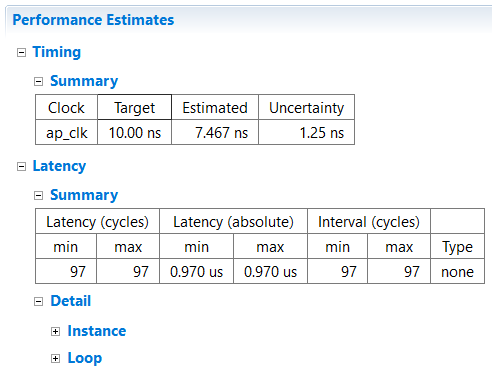 Performance Estimates
Timing
Summary
Clock Target Estimated Uncertainty
ap_clk 10.00 ns 7.467 ns 1.25 ns
Latency
Summary
Latency (cycles) Latency (absolute) Interval (cycles)
min max min max min max Type
97 97 0.970 us 0.970 us 97 97 none
Detail
Instance
Loop